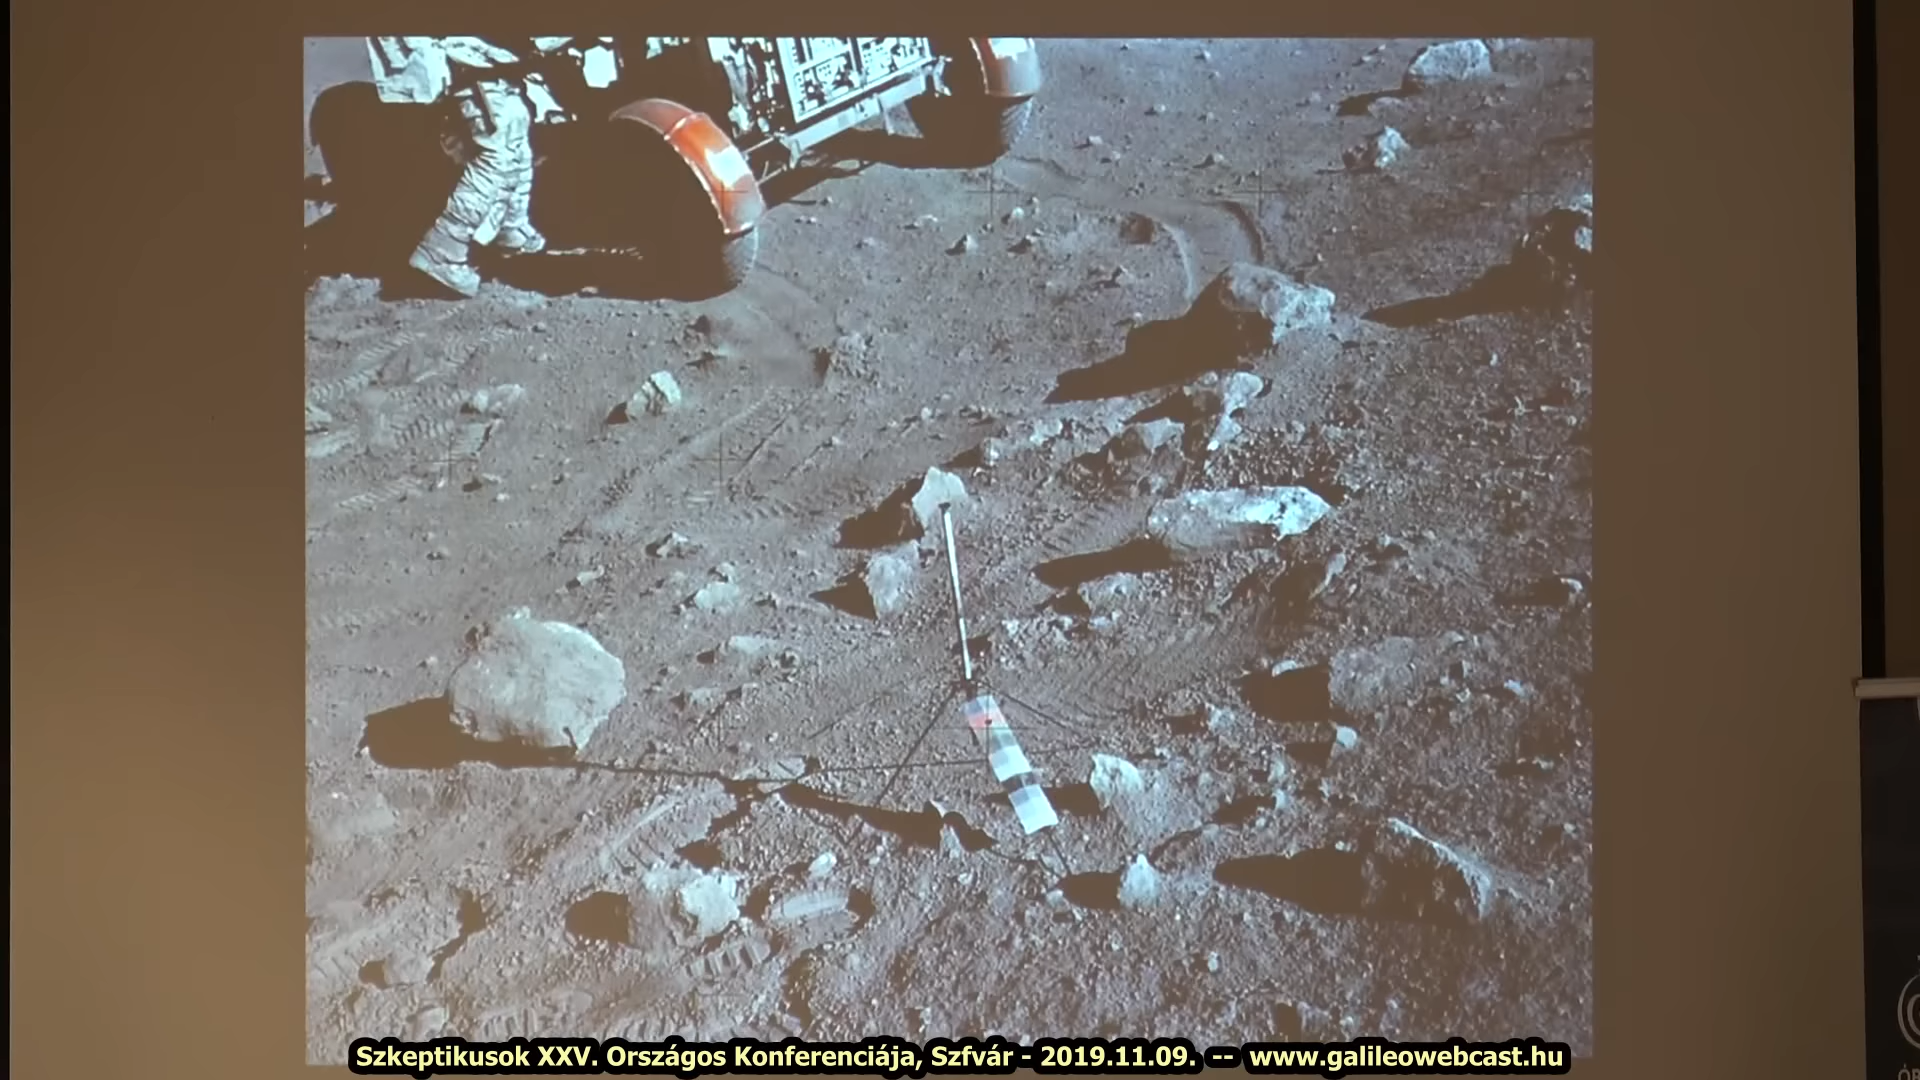 Szkeptikusok XXV. Országos Konferenciája, Szfvár - 2019.11.09. -- www.galileowebcast.hu